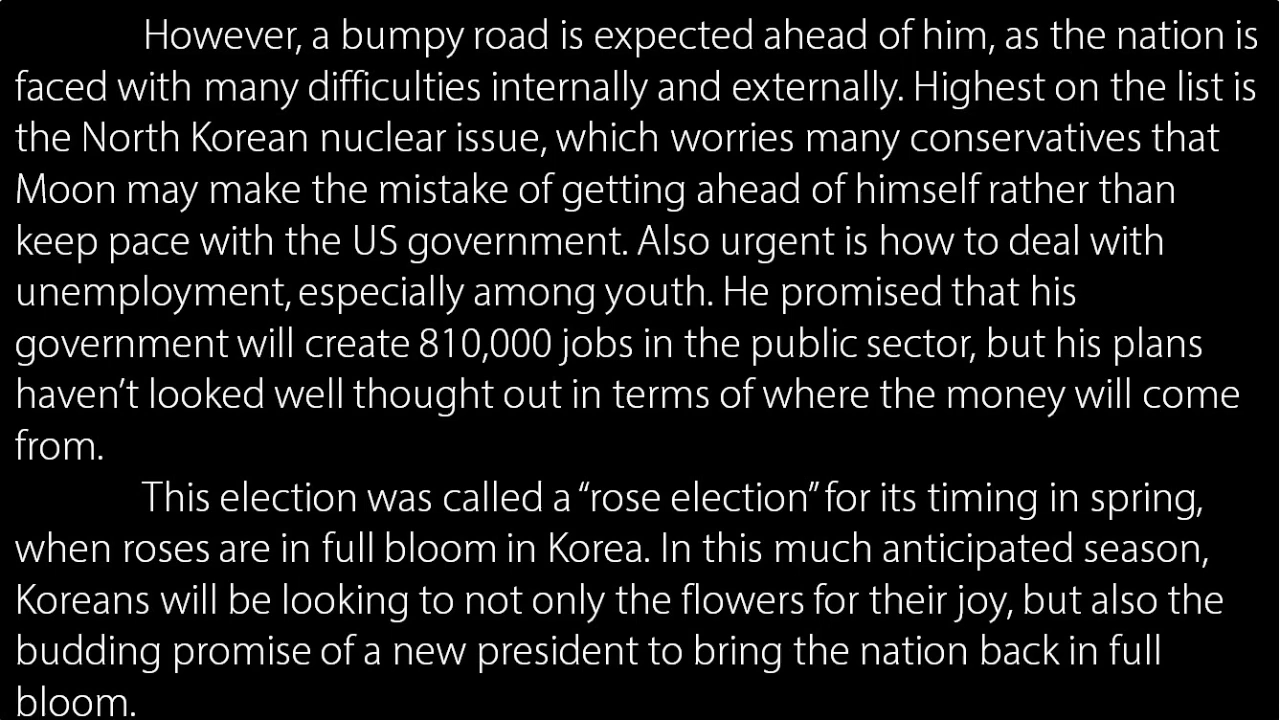 However, a bumpy road is expected ahead of him, as the nation is
faced with many difficulties internally and externally. Highest on the list is
the North Korean nuclear issue, which worries many conservatives that
Moon may make the mistake of getting ahead of himself rather than
keep pace with the US government. Also urgent is how to deal with
unemployment, especially among youth. He promised that his
government will create 810,000 jobs in the public sector, but his plans
haven’t looked well thought out in terms of where the money will come
from.
This election was called a “rose election” for its timing in spring,
when roses are in full bloom in Korea. In this much anticipated season,
Koreans will be looking to not only the flowers for their joy, but also the
budding promise of a new president to bring the nation back in full
bloom.